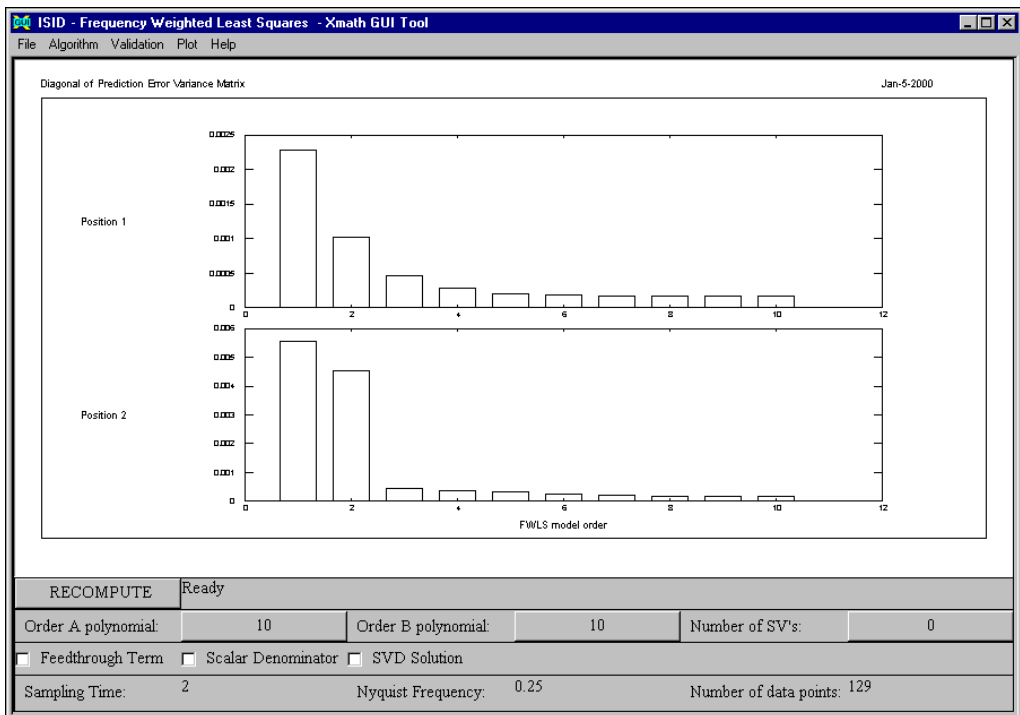 GUI ISID - Frequency Weighted Least Squares - Xmath GUI Tool
File Algorithm Validation Plot Help
Diagonal of Prediction Error Variance Matrix Jan-5-2000
0.0025
0.002
0.0015
Position 1
0.001
0.0005
0
0 2 4 6 8 10 12
0.006
0.005
0.004
Position 2
0.003
0.002
0.001
0
0 2 4 6 8 10 12
FWLS model order
RECOMPUTE Ready
Order A polynomial: 10 Order B polynomial: 10 Number of SV's: 0
Feedthrough Term Scalar Denominator SVD Solution
Sampling Time: 2 Nyquist Frequency: 0.25 Number of data points: 129